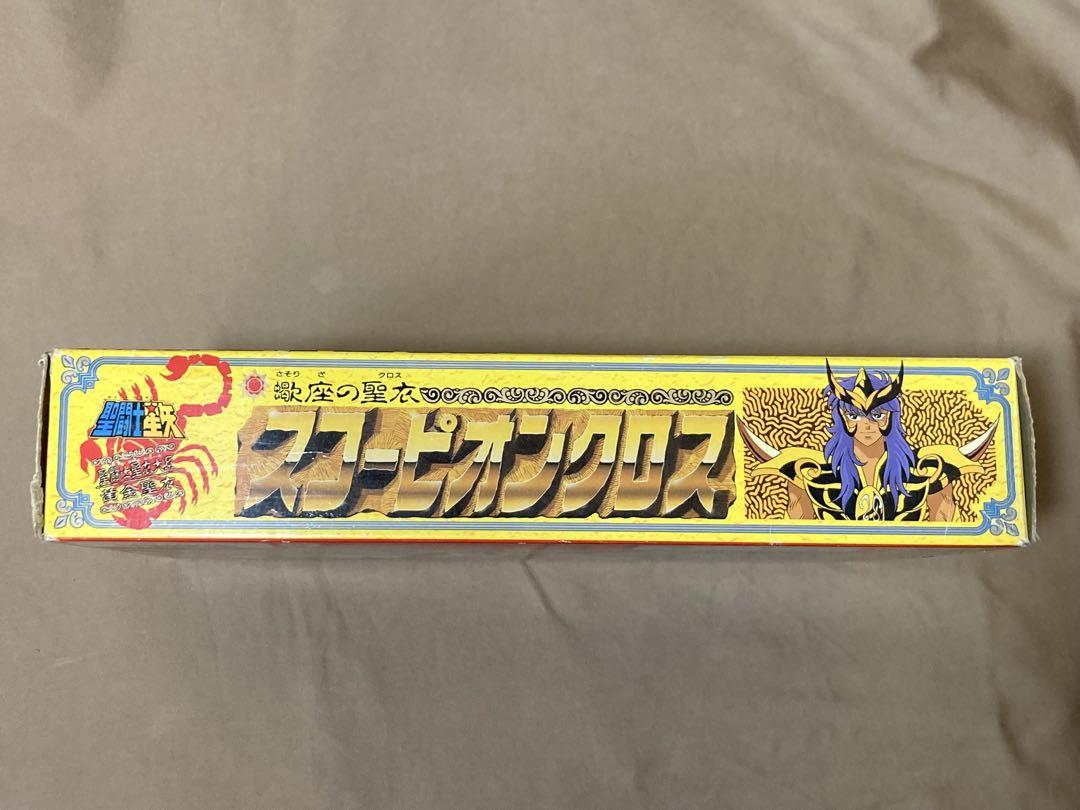 聖闘士星矢
さそり ざ クロス
蠍座の聖衣
スコーピオンクロス